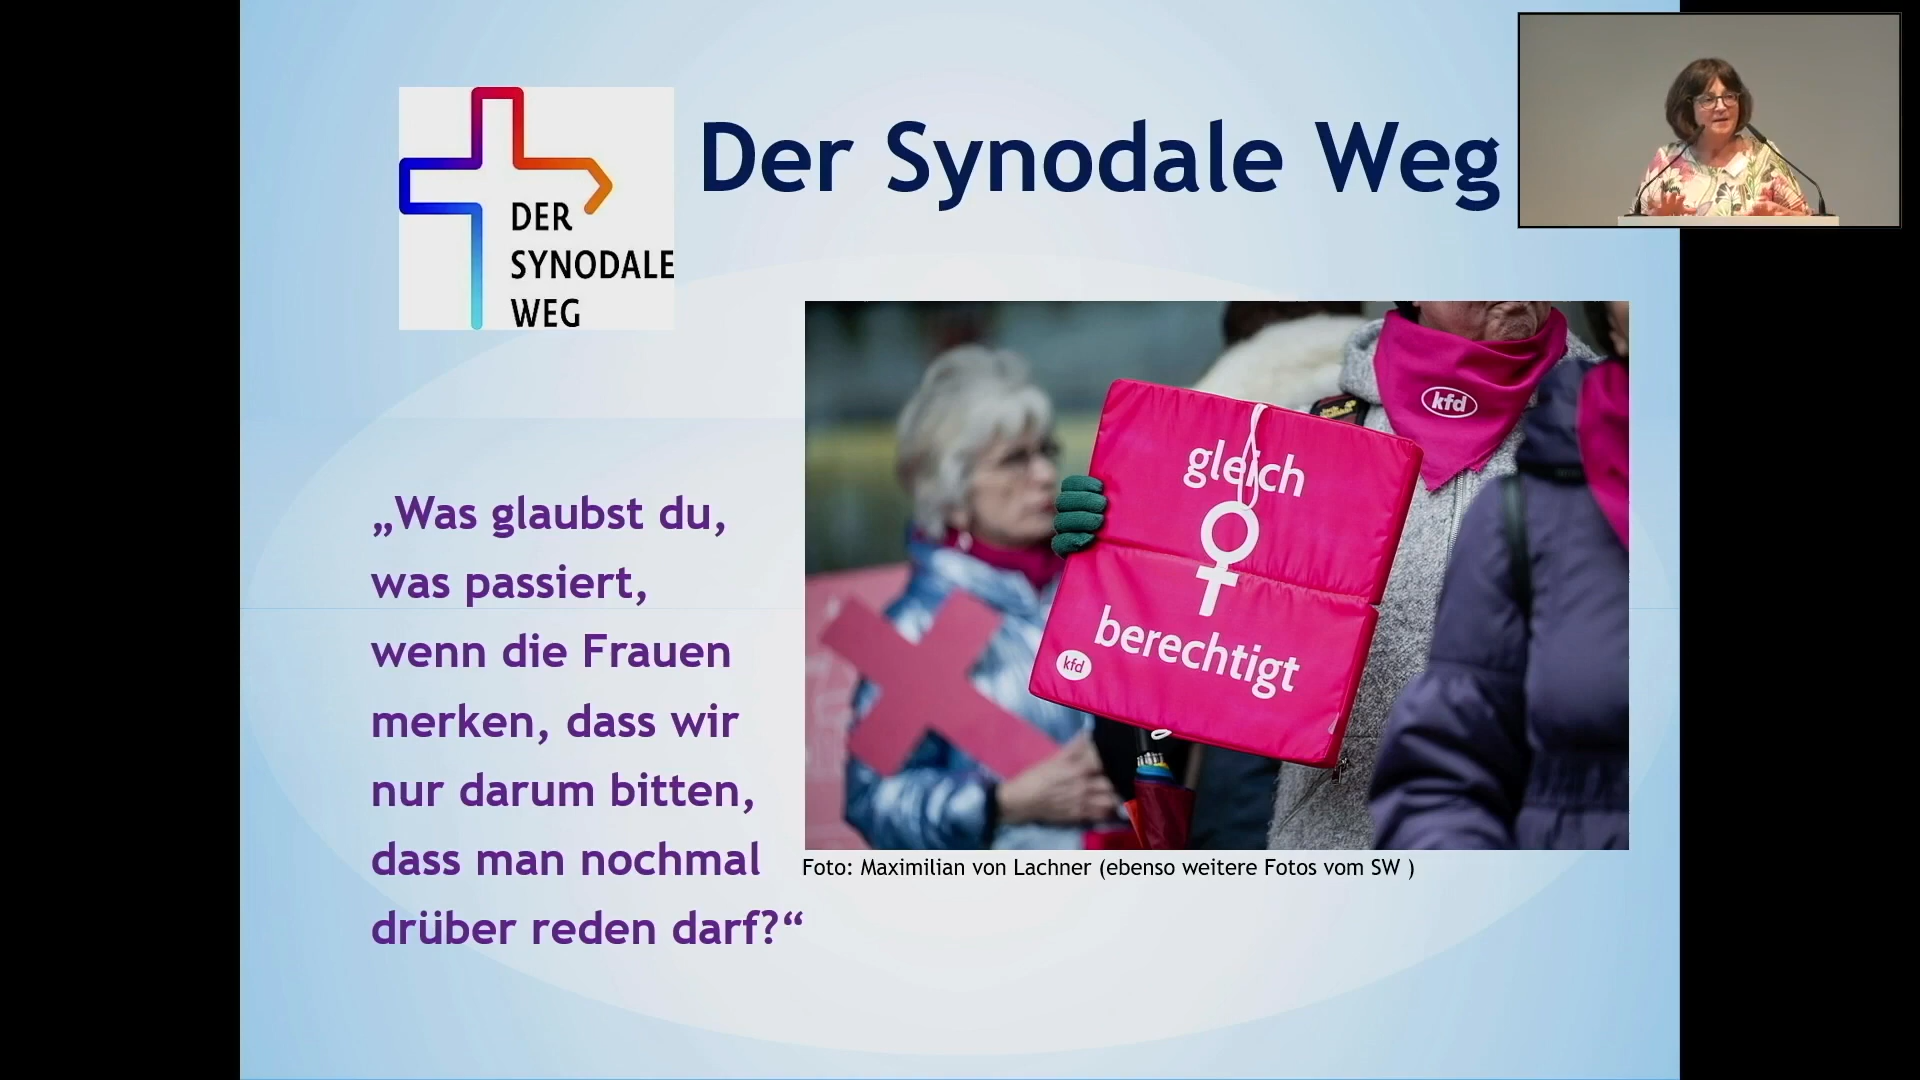 DER
SYNODALE
WEG
Der Synodale Weg
„Was glaubst du,
was passiert,
wenn die Frauen
merken, dass wir
nur darum bitten,
dass man nochmal
drüber reden darf?“
kfd
gleich
berechtigt
kfd
Foto: Maximilian von Lachner (ebenso weitere Fotos vom SW )